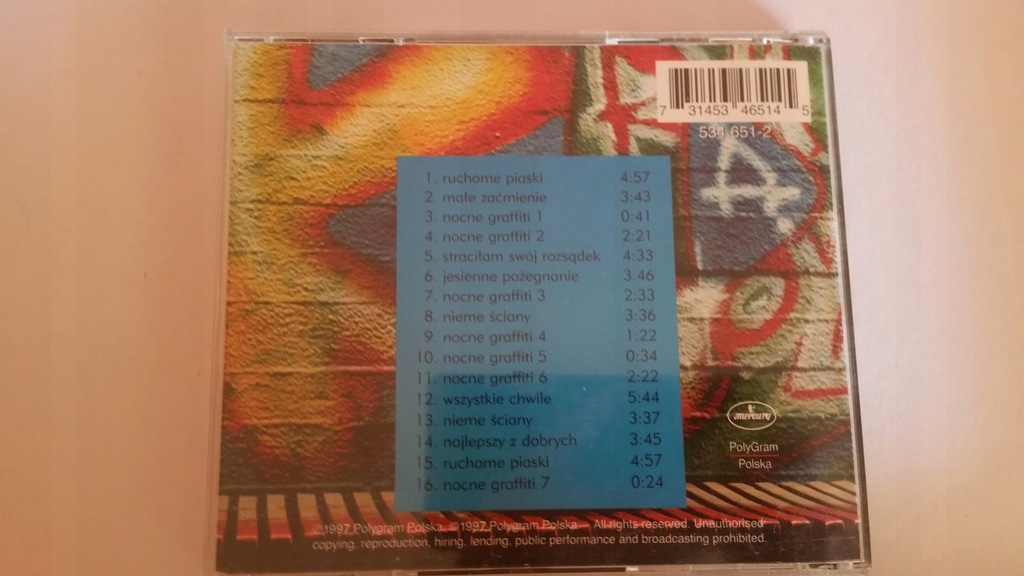 7 31453 46514 5
534 651-2
1. ruchome piaski 4:57
2. małe zaćmienie 3:43
3. nocne graffiti 1 0:41
4. nocne graffiti 2 2:21
5. straciłam swój rozsądek 4:33
6. jesienne pożegnanie 3:46
7. nocne graffiti 3 2:33
8. nieme ściany 3:36
9. nocne graffiti 4 1:22
10. nocne graffiti 5 0:34
11. nocne graffiti 6 2:22
12. wszystkie chwile 5:44
13. nieme ściany 3:37
14. najlepszy z dobrych 3:45
15. ruchome piaski 4:57
16. nocne graffiti 7 0:24
mercury
PolyGram
Polska
℗ 1997 Polygram Polska © 1997 Polygram Polska— All rights reserved. Unauthorised
copying, reproduction, hiring, lending, public performance and broadcasting prohibited.